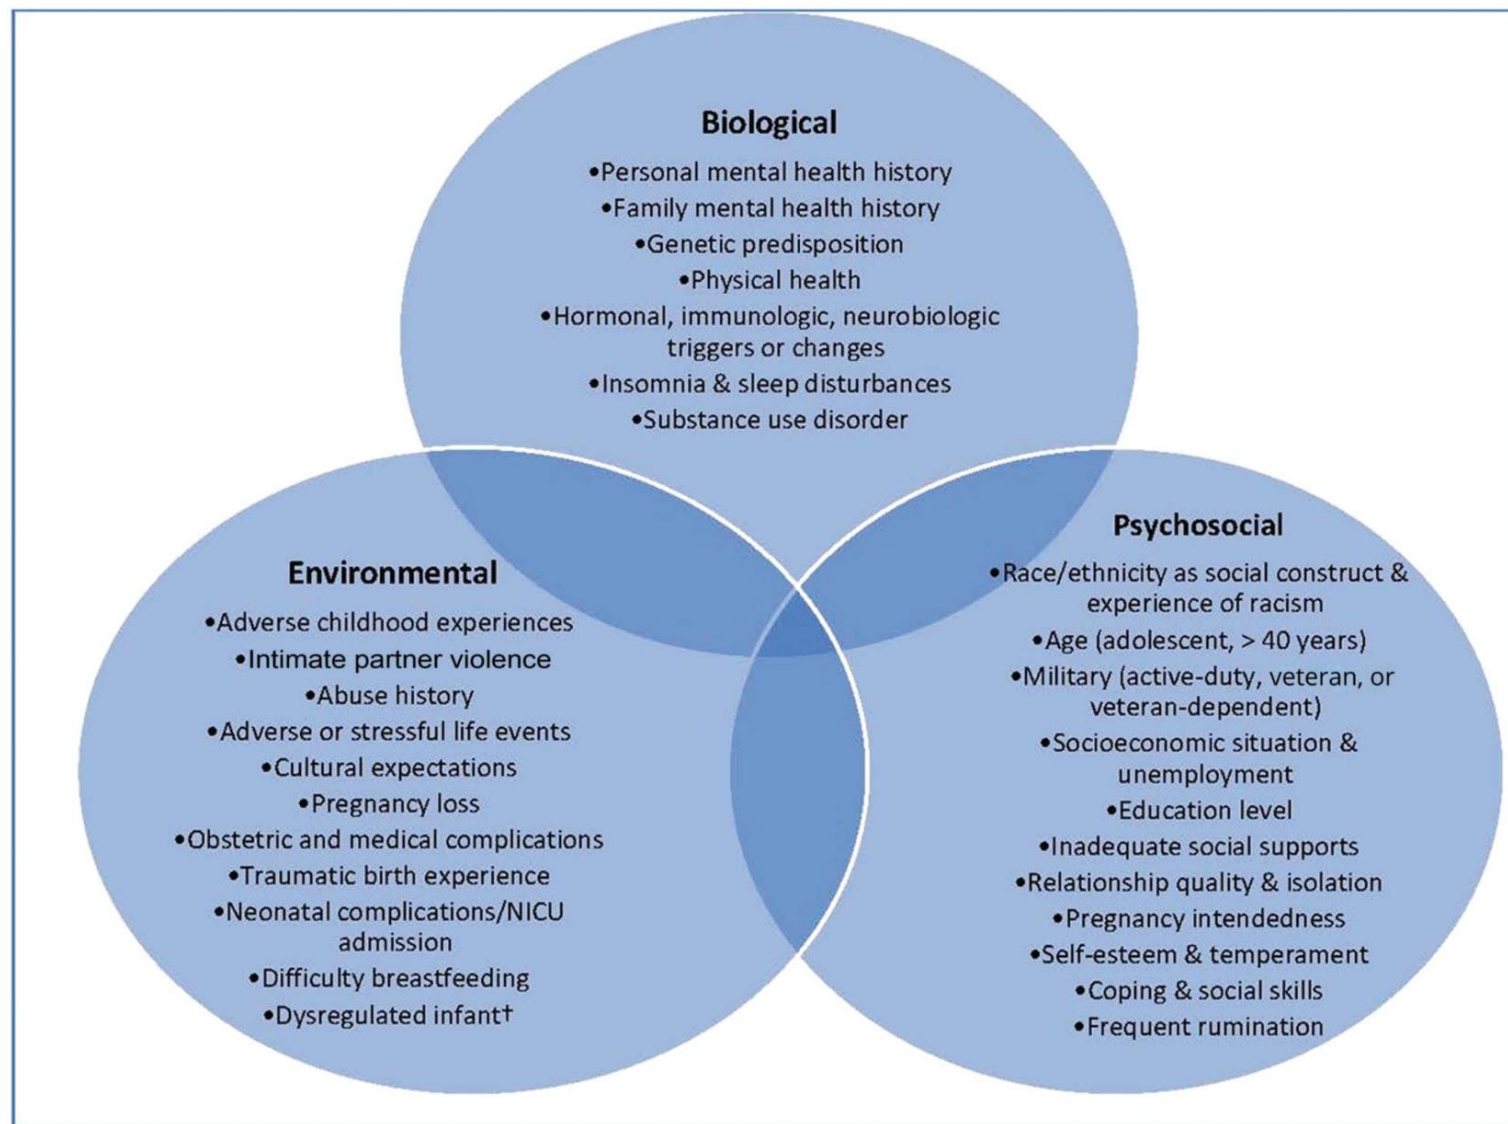 Biological
•Personal mental health history
•Family mental health history
•Genetic predisposition
•Physical health
•Hormonal, immunologic, neurobiologic
triggers or changes
•Insomnia & sleep disturbances
•Substance use disorder
Environmental
•Adverse childhood experiences
•Intimate partner violence
•Abuse history
•Adverse or stressful life events
•Cultural expectations
•Pregnancy loss
•Obstetric and medical complications
•Traumatic birth experience
•Neonatal complications/NICU
admission
•Difficulty breastfeeding
•Dysregulated infant†
Psychosocial
•Race/ethnicity as social construct &
experience of racism
•Age (adolescent, > 40 years)
•Military (active-duty, veteran, or
veteran-dependent)
•Socioeconomic situation &
unemployment
•Education level
•Inadequate social supports
•Relationship quality & isolation
•Pregnancy intendedness
•Self-esteem & temperament
•Coping & social skills
•Frequent rumination